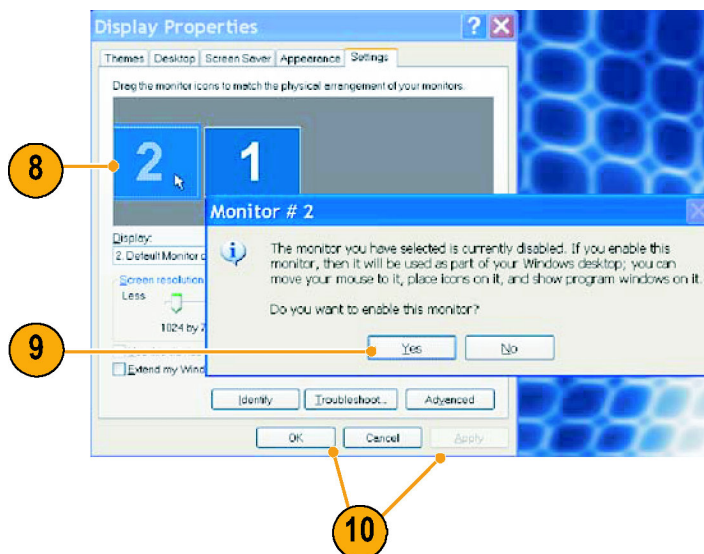 Display Properties
Themes Desktop Screen Saver Appearance Settings
Drag the monitor icons to match the physical arrangement of your monitors.
8
2 1
Monitor # 2
The monitor you have selected is currently disabled. If you enable this
monitor, then it will be used as part of your Windows desktop; you can
move your mouse to it, place icons on it, and show program windows on it.
Do you want to enable this monitor?
Yes No
Display:
2. Default Monitor
Screen resolution
Less
1024 by 7
9
Extend my Wind
Identify Troubleshoot... Advanced
OK Cancel Apply
10